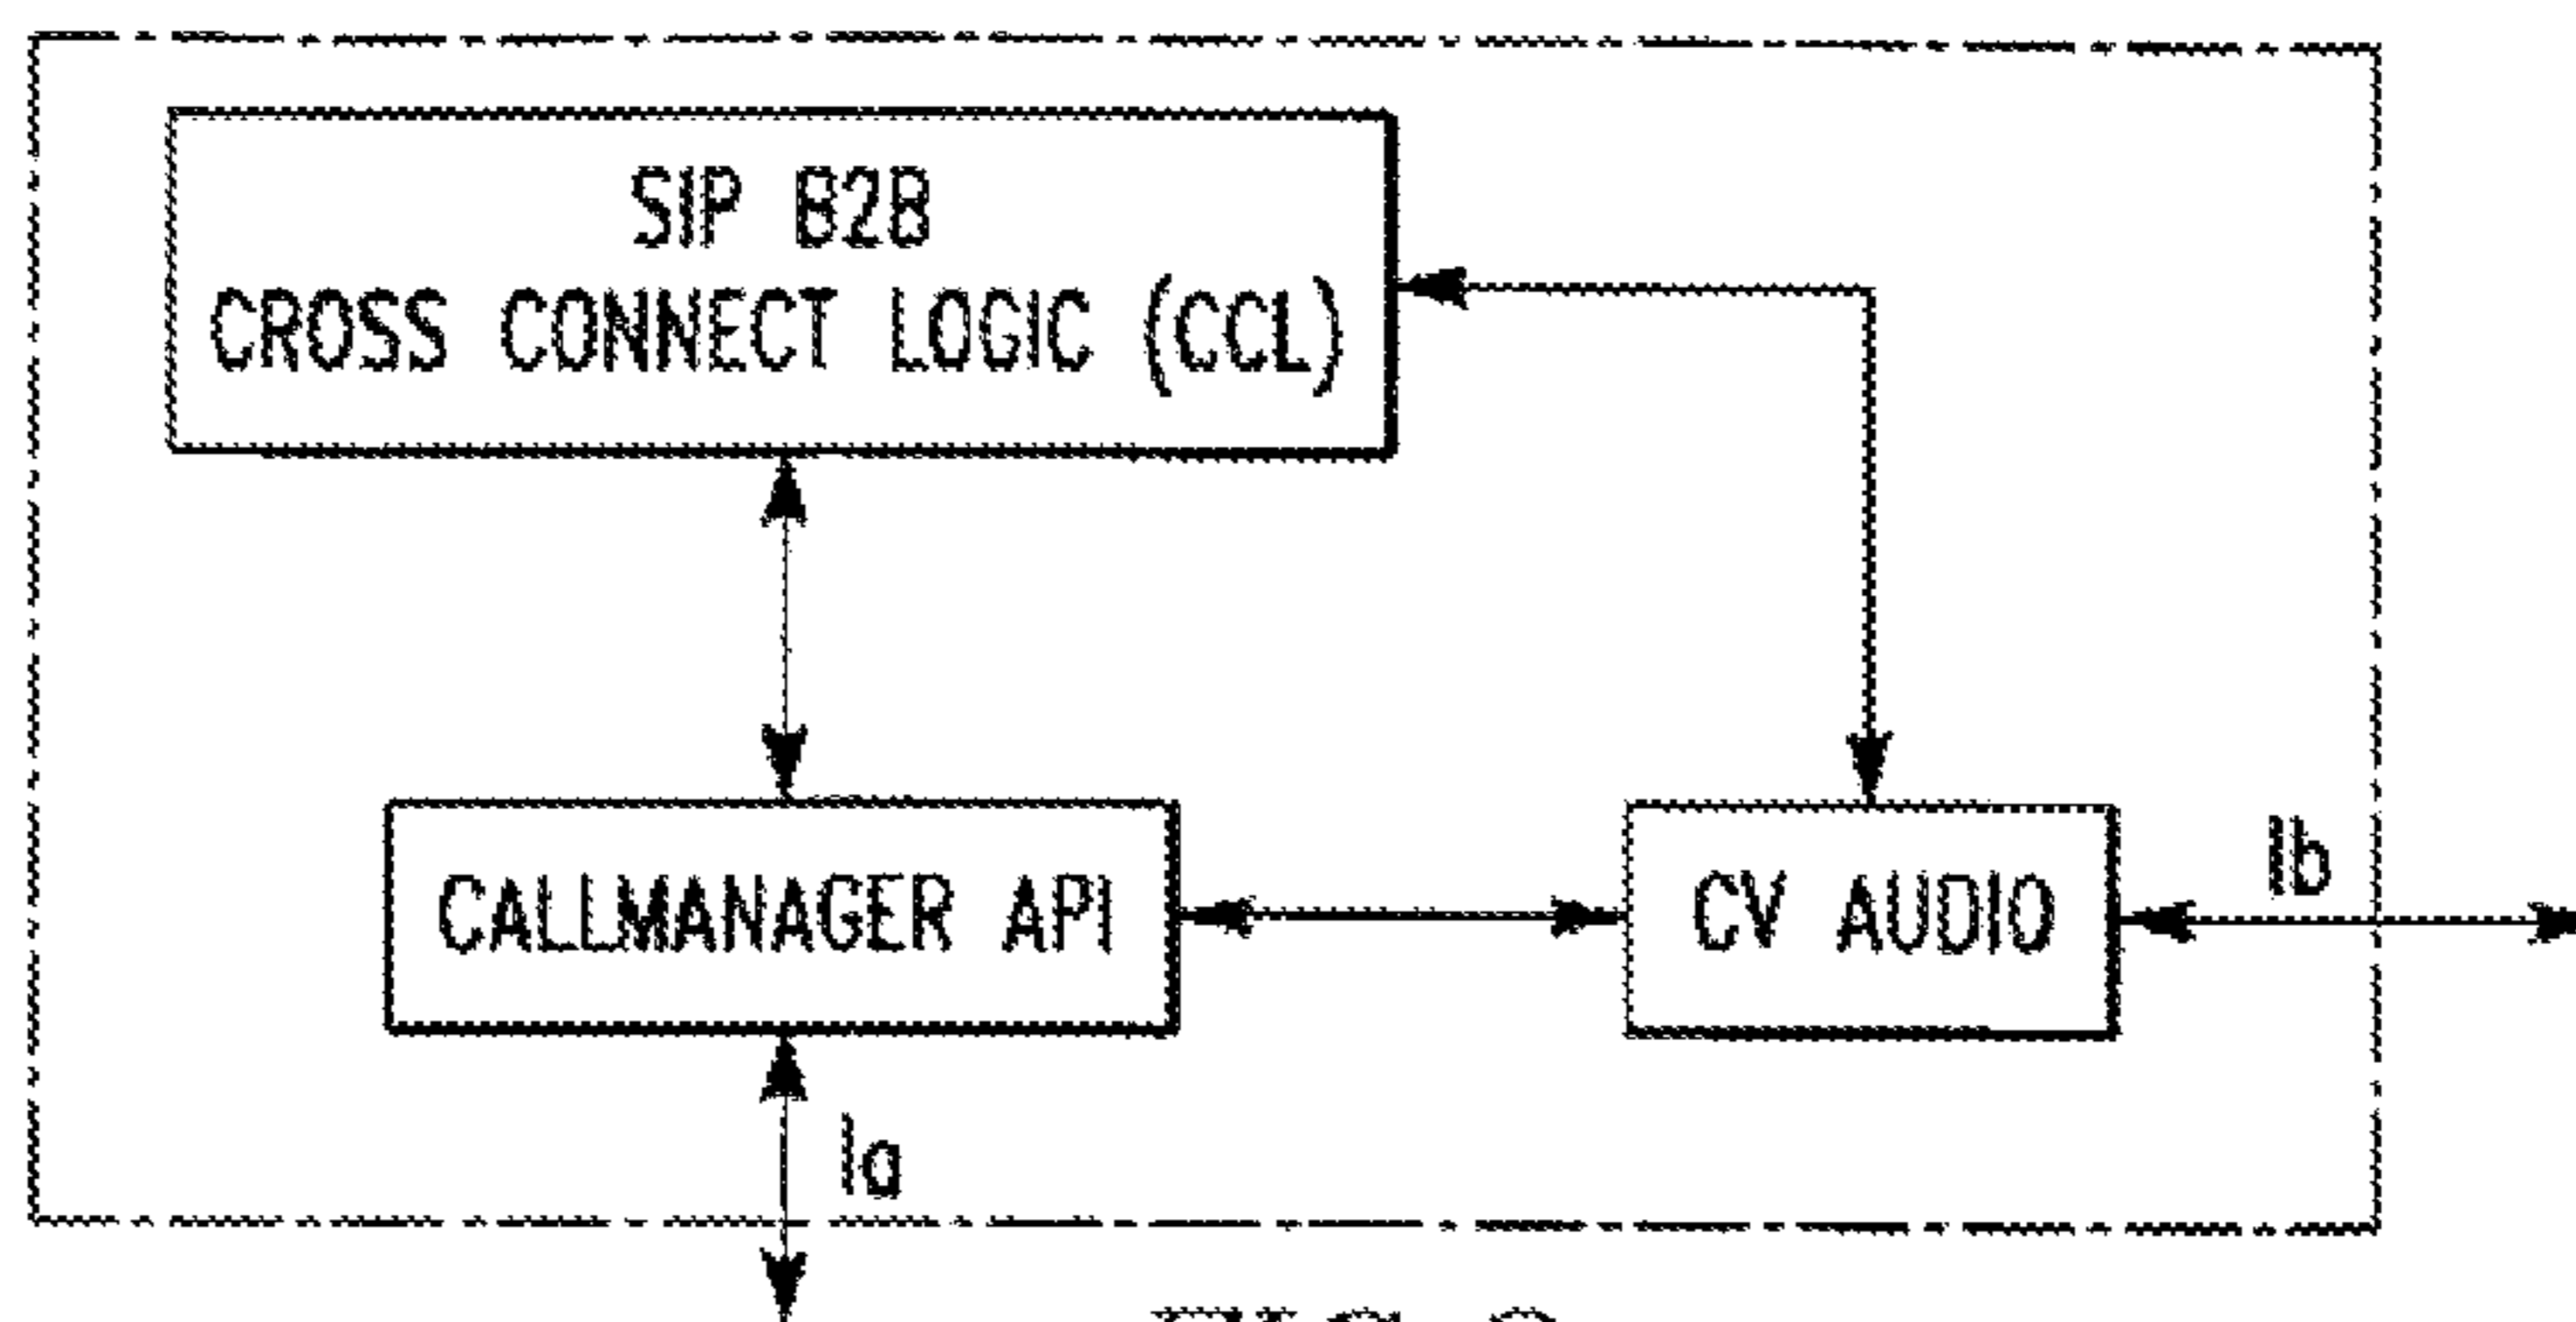 SIP B2B
CROSS CONNECT LOGIC (CCL)
CALLMANAGER API
CV AUDIO
Ib
Ia